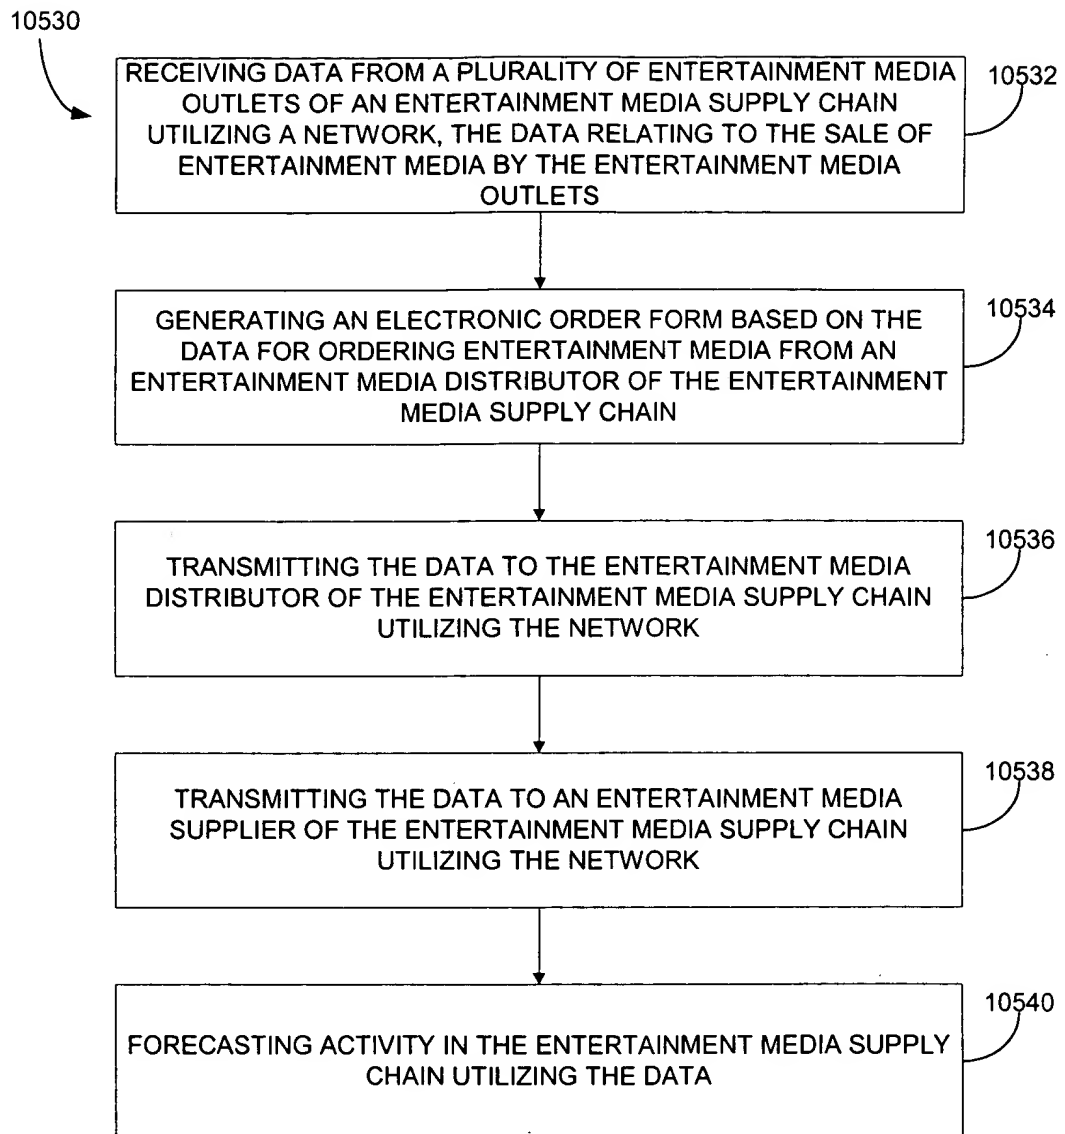 10530
RECEIVING DATA FROM A PLURALITY OF ENTERTAINMENT MEDIA
OUTLETS OF AN ENTERTAINMENT MEDIA SUPPLY CHAIN
UTILIZING A NETWORK, THE DATA RELATING TO THE SALE OF
ENTERTAINMENT MEDIA BY THE ENTERTAINMENT MEDIA
OUTLETS
10532
GENERATING AN ELECTRONIC ORDER FORM BASED ON THE
DATA FOR ORDERING ENTERTAINMENT MEDIA FROM AN
ENTERTAINMENT MEDIA DISTRIBUTOR OF THE ENTERTAINMENT
MEDIA SUPPLY CHAIN
10534
TRANSMITTING THE DATA TO THE ENTERTAINMENT MEDIA
DISTRIBUTOR OF THE ENTERTAINMENT MEDIA SUPPLY CHAIN
UTILIZING THE NETWORK
10536
TRANSMITTING THE DATA TO AN ENTERTAINMENT MEDIA
SUPPLIER OF THE ENTERTAINMENT MEDIA SUPPLY CHAIN
UTILIZING THE NETWORK
10538
FORECASTING ACTIVITY IN THE ENTERTAINMENT MEDIA SUPPLY
CHAIN UTILIZING THE DATA
10540